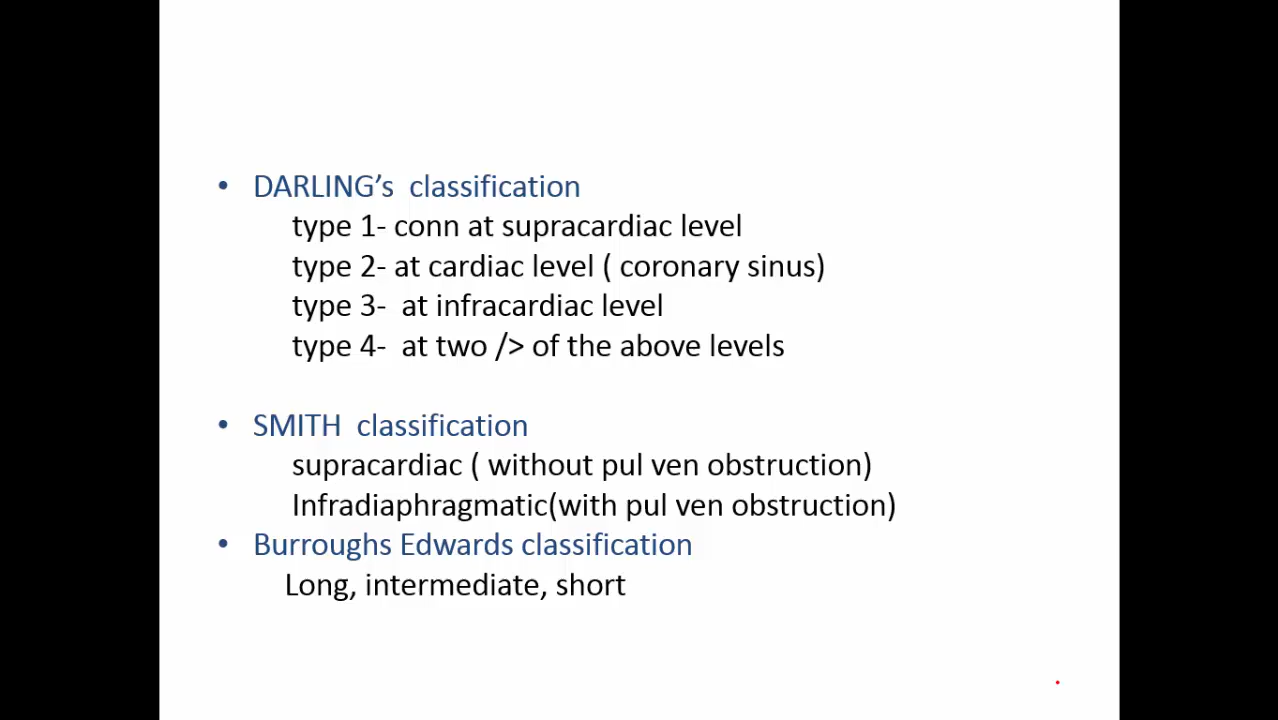 • DARLING's classification
type 1- conn at supracardiac level
type 2- at cardiac level ( coronary sinus)
type 3- at infracardiac level
type 4- at two /> of the above levels
• SMITH classification
supracardiac ( without pul ven obstruction)
Infradiaphragmatic(with pul ven obstruction)
• Burroughs Edwards classification
Long, intermediate, short